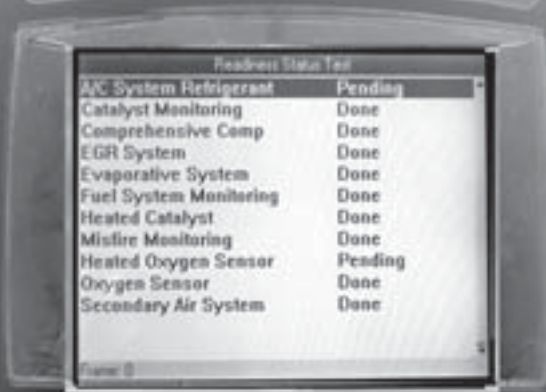 Readiness Status Test
A/C System Refrigerant Pending
Catalyst Monitoring Done
Comprehensive Comp Done
EGR System Done
Evaporative System Done
Fuel System Monitoring Done
Heated Catalyst Done
Misfire Monitoring Done
Heated Oxygen Sensor Pending
Oxygen Sensor Done
Secondary Air System Done
Frame: 0